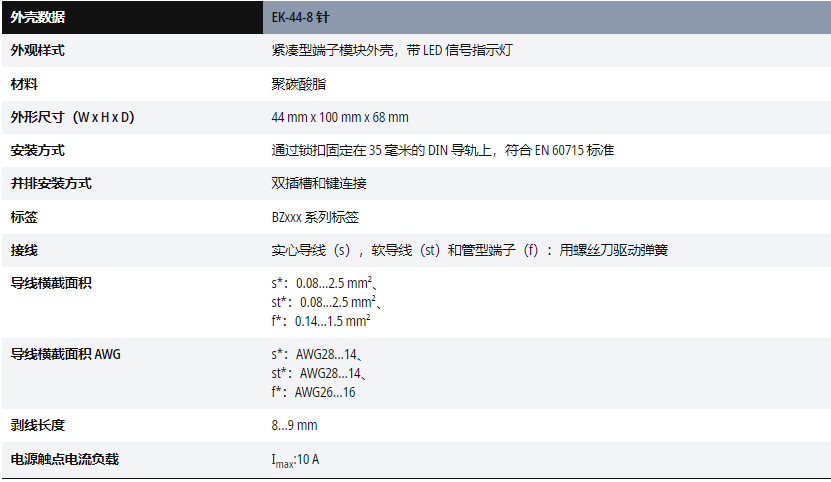 外壳数据 EK-44-8 针
外观样式 紧凑型端子模块外壳，带 LED 信号指示灯
材料 聚碳酸脂
外形尺寸（W x H x D） 44 mm x 100 mm x 68 mm
安装方式 通过锁扣固定在 35 毫米的 DIN 导轨上，符合 EN 60715 标准
并排安装方式 双插槽和键连接
标签 BZxxx 系列标签
接线 实心导线（s），软导线（st）和管型端子（f）：用螺丝刀驱动弹簧
导线横截面积 s*：0.08…2.5 mm²、
st*：0.08…2.5 mm²、
f*：0.14…1.5 mm²
导线横截面积 AWG s*：AWG28…14、
st*：AWG28…14、
f*：AWG26…16
剥线长度 8…9 mm
电源触点电流负载 Imax:10 A